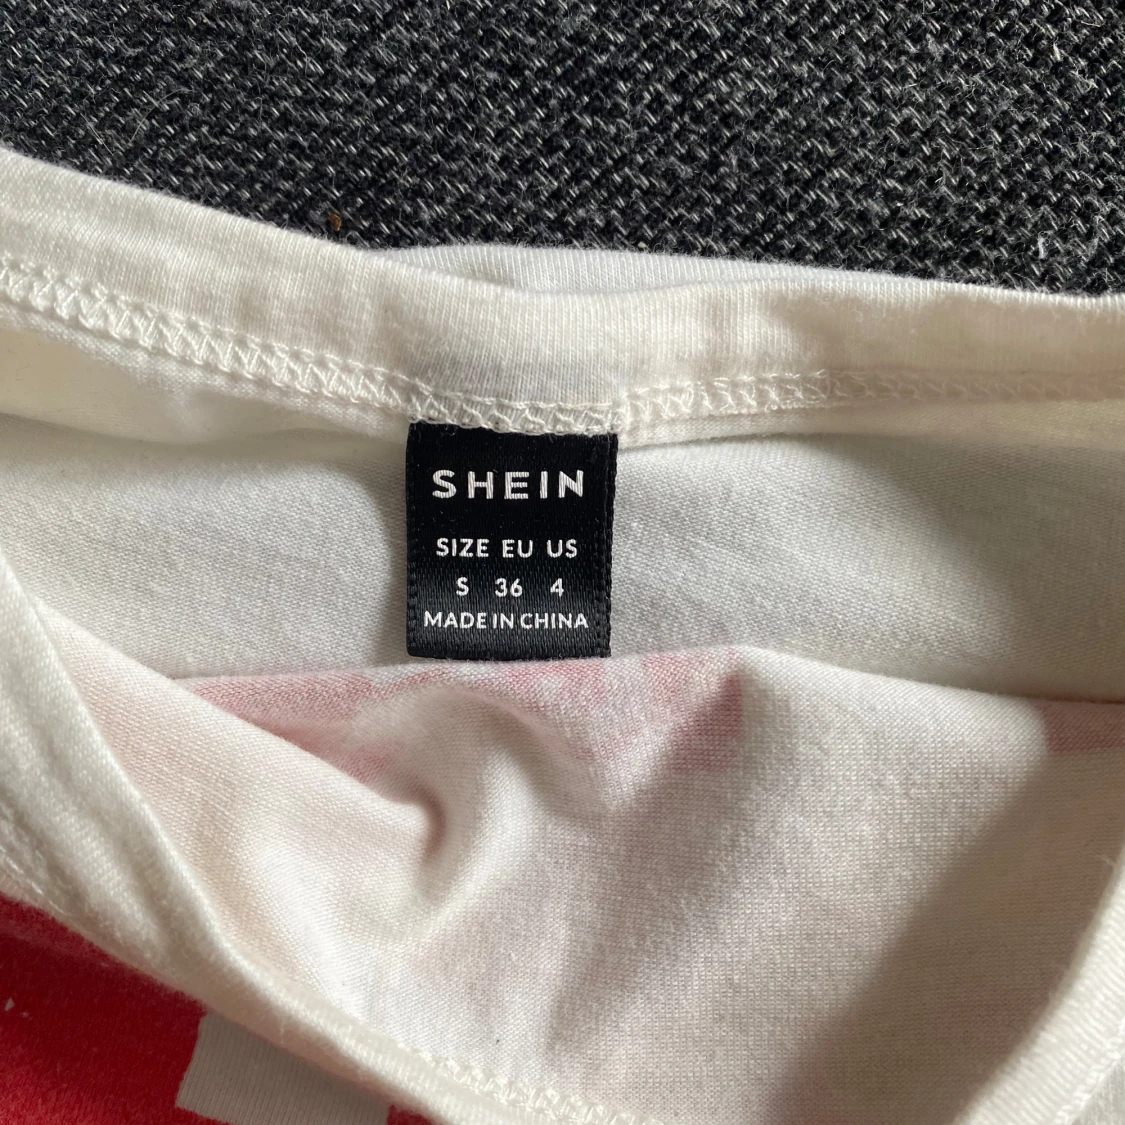 SHEIN
SIZE EU US
S 36 4
MADE IN CHINA